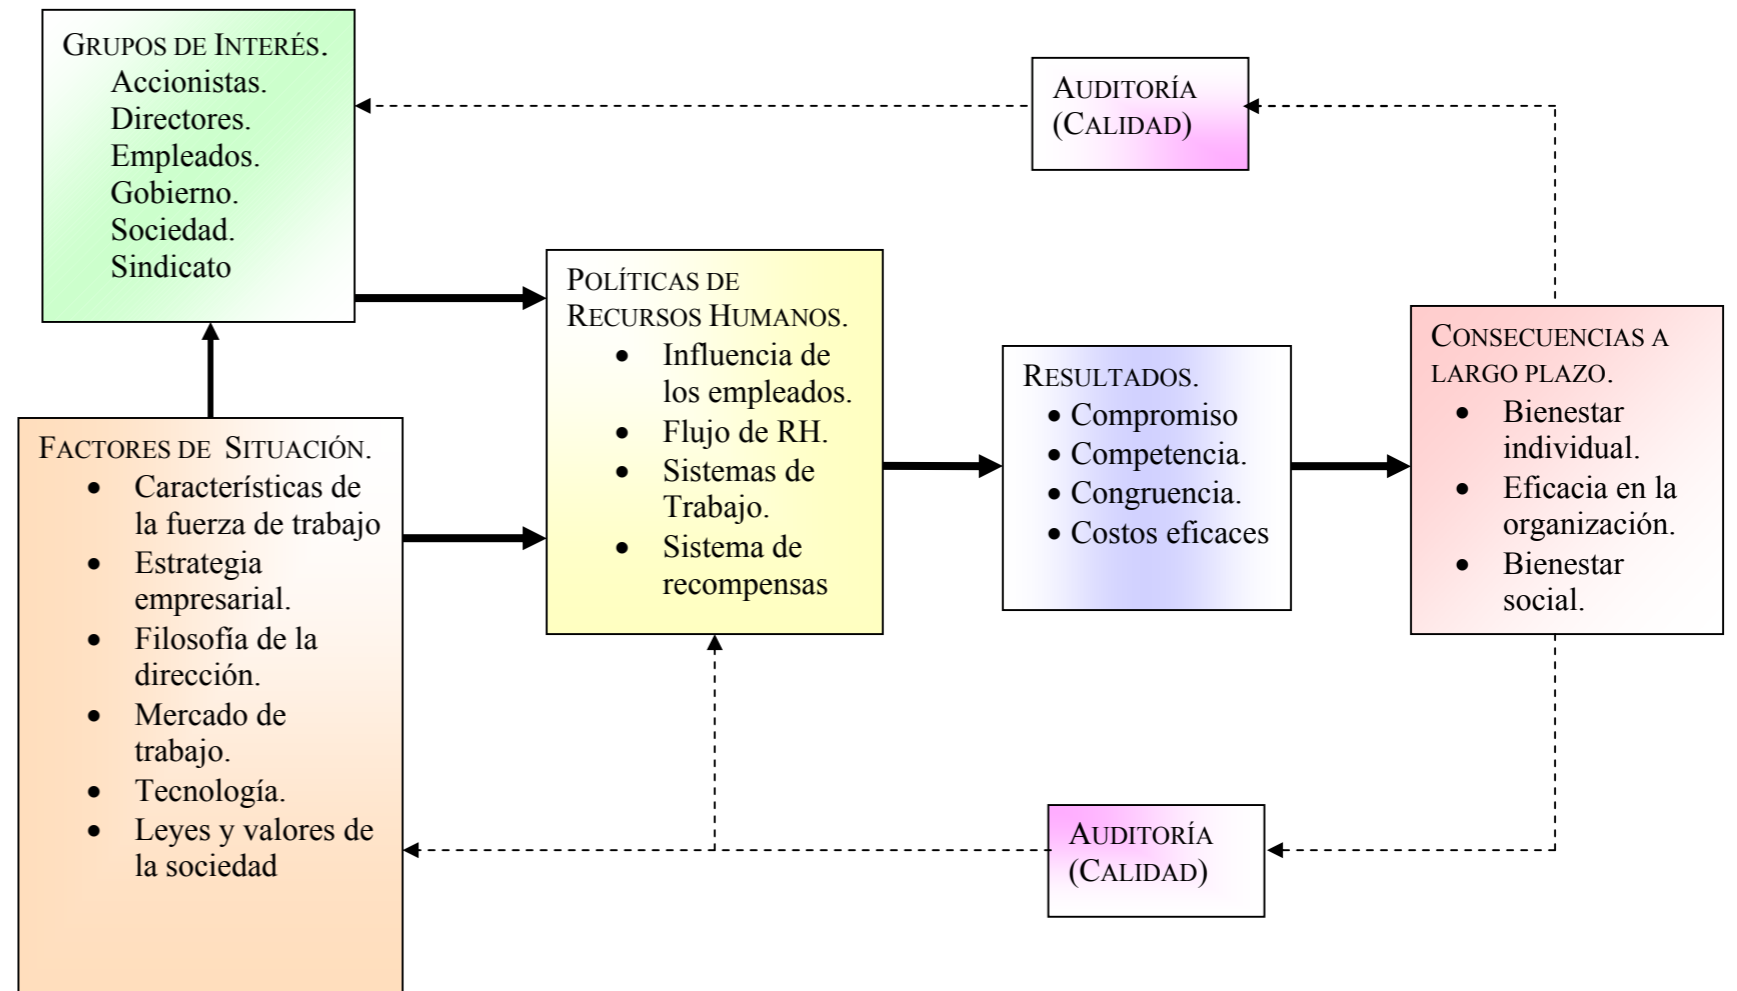 GRUPOS DE INTERÉS.
Accionistas.
Directores.
Empleados.
Gobierno.
Sociedad.
Sindicato
AUDITORÍA
(CALIDAD)
POLÍTICAS DE
RECURSOS HUMANOS.
• Influencia de
los empleados.
• Flujo de RH.
• Sistemas de
Trabajo.
• Sistema de
recompensas
RESULTADOS.
• Compromiso
• Competencia.
• Congruencia.
• Costos eficaces
CONSECUENCIAS A
LARGO PLAZO.
• Bienestar
individual.
• Eficacia en la
organización.
• Bienestar
social.
FACTORES DE SITUACIÓN.
• Características de
la fuerza de trabajo
• Estrategia
empresarial.
• Filosofía de la
dirección.
• Mercado de
trabajo.
• Tecnología.
• Leyes y valores de
la sociedad
AUDITORÍA
(CALIDAD)